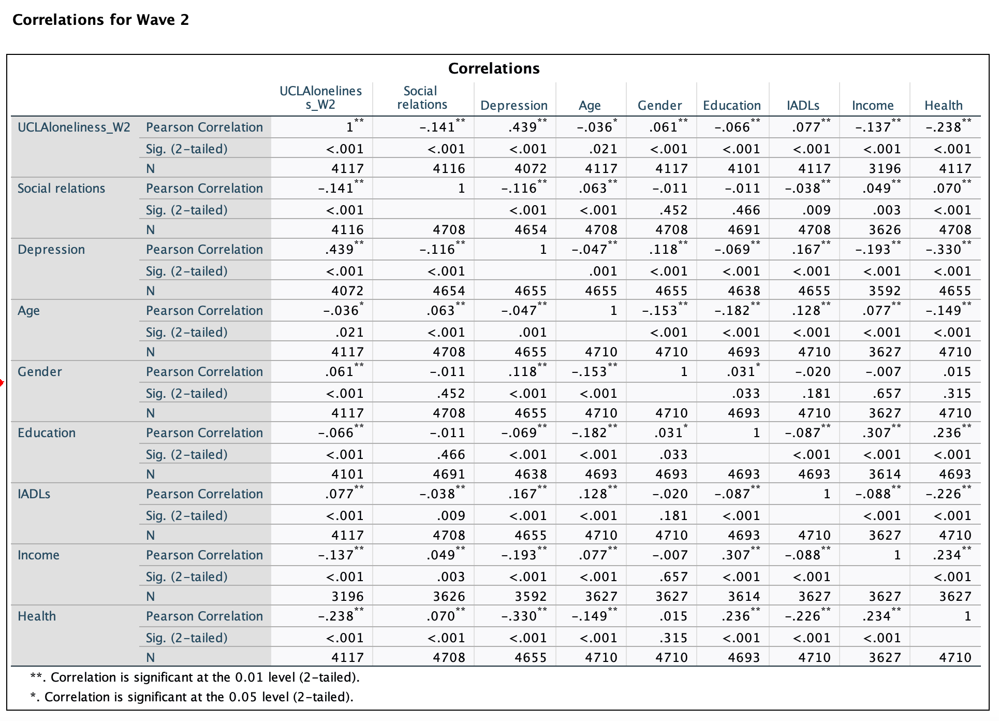 Correlations for Wave 2
Correlations
UCLAlonelines
s_W2 Social
relations Depression Age Gender Education IADLs Income Health
UCLAloneliness_W2 Pearson Correlation 1** -.141** .439** -.036* .061** -.066** .077** -.137** -.238**
Sig. (2-tailed) <.001 <.001 <.001 .021 <.001 <.001 <.001 <.001 <.001
N 4117 4116 4072 4117 4117 4101 4117 3196 4117
Social relations Pearson Correlation -.141** 1 -.116** .063** -.011 -.011 -.038** .049** .070**
Sig. (2-tailed) <.001 <.001 <.001 .452 .466 .009 .003 <.001
N 4116 4708 4654 4708 4708 4691 4708 3626 4708
Depression Pearson Correlation .439** -.116** 1 -.047** .118** -.069** .167** -.193** -.330**
Sig. (2-tailed) <.001 <.001 .001 <.001 <.001 <.001 <.001 <.001
N 4072 4654 4655 4655 4655 4638 4655 3592 4655
Age Pearson Correlation -.036* .063** -.047** 1 -.153** -.182** .128** .077** -.149**
Sig. (2-tailed) .021 <.001 .001 <.001 <.001 <.001 <.001 <.001
N 4117 4708 4655 4710 4710 4693 4710 3627 4710
Gender Pearson Correlation .061** -.011 .118** -.153** 1 .031* -.020 -.007 .015
Sig. (2-tailed) <.001 .452 <.001 <.001 .033 .181 .657 .315
N 4117 4708 4655 4710 4710 4693 4710 3627 4710
Education Pearson Correlation -.066** -.011 -.069** -.182** .031* 1 -.087** .307** .236**
Sig. (2-tailed) <.001 .466 <.001 <.001 .033 <.001 <.001 <.001
N 4101 4691 4638 4693 4693 4693 4693 3614 4693
IADLs Pearson Correlation .077** -.038** .167** .128** -.020 -.087** 1 -.088** -.226**
Sig. (2-tailed) <.001 .009 <.001 <.001 .181 <.001 <.001 <.001
N 4117 4708 4655 4710 4710 4693 4710 3627 4710
Income Pearson Correlation -.137** .049** -.193** .077** -.007 .307** -.088** 1 .234**
Sig. (2-tailed) <.001 .003 <.001 <.001 .657 <.001 <.001 <.001
N 3196 3626 3592 3627 3627 3614 3627 3627 3627
Health Pearson Correlation -.238** .070** -.330** -.149** .015 .236** -.226** .234** 1
Sig. (2-tailed) <.001 <.001 <.001 <.001 .315 <.001 <.001 <.001
N 4117 4708 4655 4710 4710 4693 4710 3627 4710
**. Correlation is significant at the 0.01 level (2-tailed).
*. Correlation is significant at the 0.05 level (2-tailed).